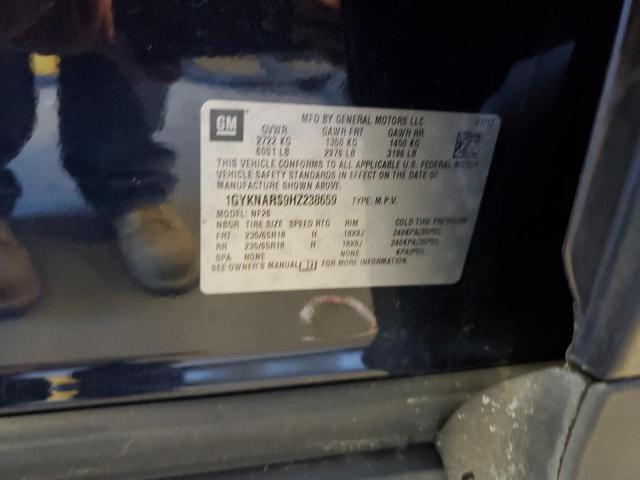 GM
MFD BY GENERAL MOTORS LLC
GVWR GAWR FRT GAWR RR
2722 KG 1350 KG 1450 KG
6001 LB 2976 LB 3196 LB
THIS VEHICLE CONFORMS TO ALL APPLICABLE U.S. FEDERAL MOTOR
VEHICLE SAFETY STANDARDS IN EFFECT ON THE DATE OF
MANUFACTURE SHOWN ABOVE.
1GYKNARS9HZ238659 TYPE: M.P.V.
MODEL: NF26
NBGR TIRE SIZE SPEED RTG RIM COLD TIRE PRESSURE
FRT 235/65R18 H 18X8J 240KPA(35PSI)
RR 235/65R18 H 18X8J 240KPA(35PSI)
SPA NONE NONE KPA(PSI)
SEE OWNER'S MANUAL FOR MORE INFORMATION.